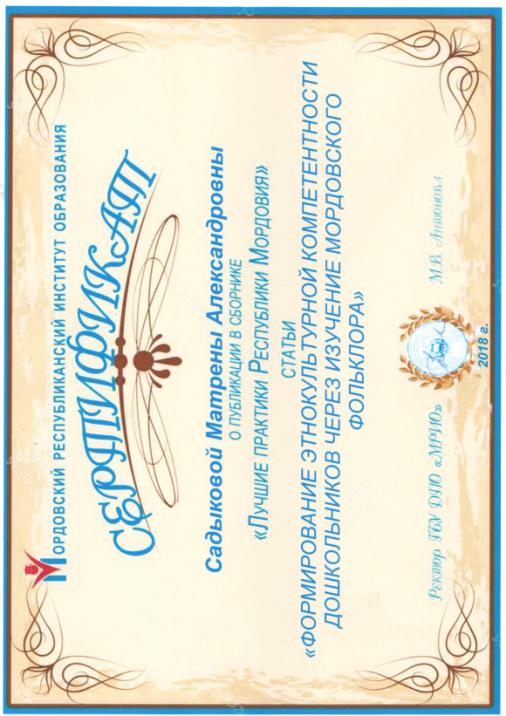 Мордовский республиканский институт образования
СЕРТИФИКАТ
Садыковой Матрены Александровны
о публикации в сборнике
«Лучшие практики Республики Мордовия»
статьи
«ФОРМИРОВАНИЕ ЭТНОКУЛЬТУРНОЙ КОМПЕТЕНТНОСТИ
ДОШКОЛЬНИКОВ ЧЕРЕЗ ИЗУЧЕНИЕ МОРДОВСКОГО
ФОЛЬКЛОРА»
Ректор ГБУ ДПО «МРИО» М.В. Антонова
2018 г.